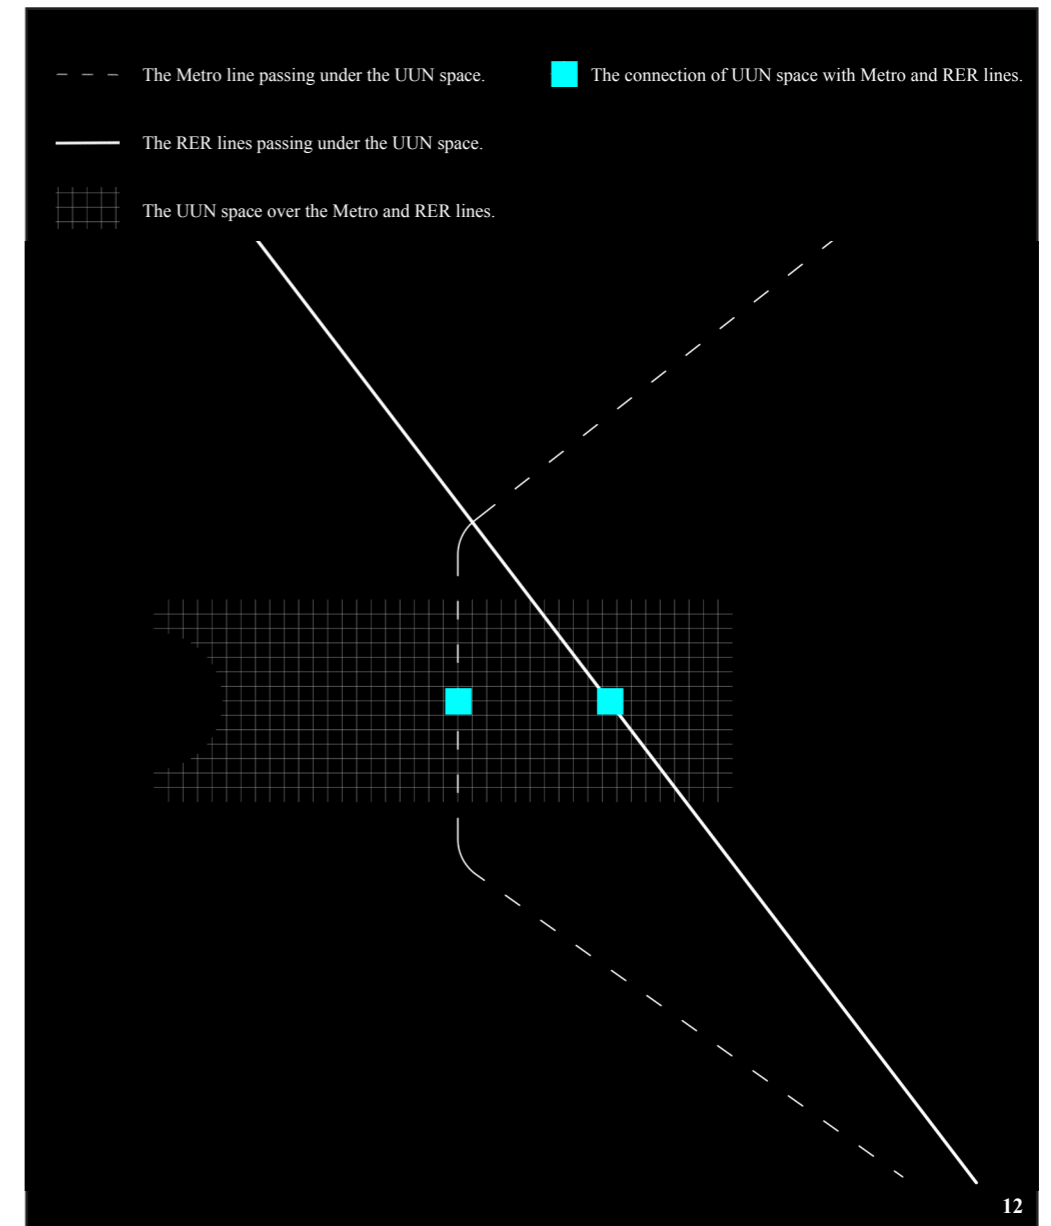 The Metro line passing under the UUN space.
The connection of UUN space with Metro and RER lines.
The RER lines passing under the UUN space.
The UUN space over the Metro and RER lines.
12